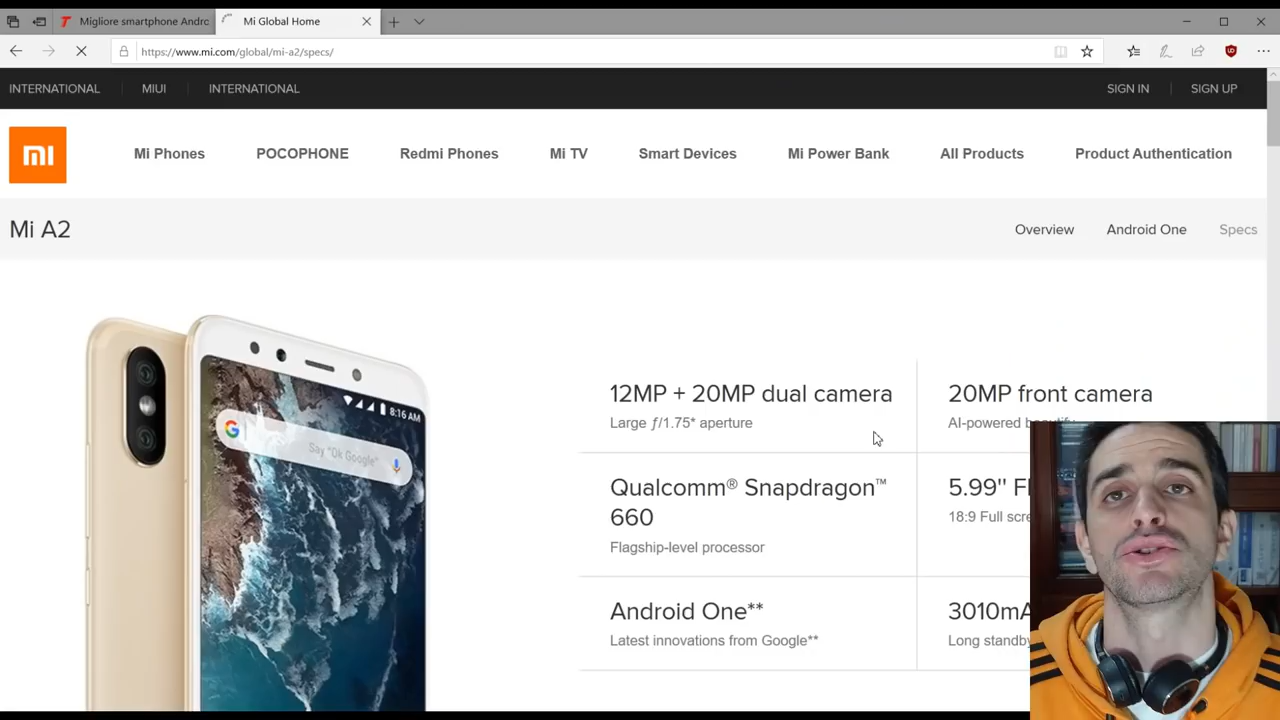 Migliore smartphone Andro
Mi Global Home
https://www.mi.com/global/mi-a2/specs/
INTERNATIONAL
MIUI
INTERNATIONAL
SIGN IN
SIGN UP
mi
Mi Phones
POCOPHONE
Redmi Phones
Mi TV
Smart Devices
Mi Power Bank
All Products
Product Authentication
Mi A2
Overview
Android One
Specs
8:16 AM
G
Say "Ok Google"
12MP + 20MP dual camera
Large ƒ/1.75* aperture
20MP front camera
AI-powered beautify
Qualcomm® Snapdragon™
660
Flagship-level processor
5.99'' F
18:9 Full scre
Android One**
Latest innovations from Google**
3010mA
Long standby